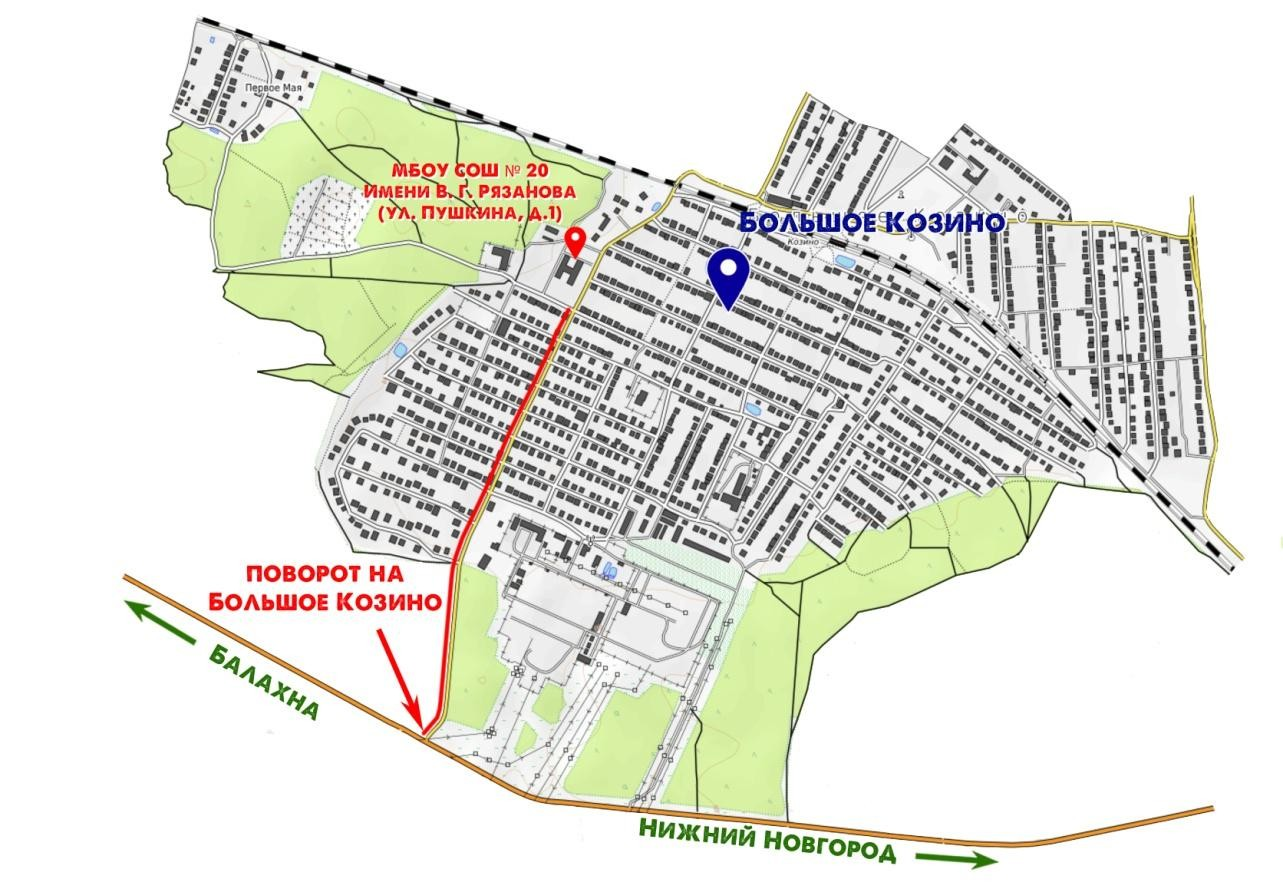 Первое Мая
МБОУ СОШ № 20
ИМЕНИ В. Г. РЯЗАНОВА
(УЛ. ПУШКИНА, Д.1)
БОЛЬШОЕ КОЗИНО
Козино
ПОВОРОТ НА
БОЛЬШОЕ КОЗИНО
БАЛАХНА
НИЖНИЙ НОВГОРОД